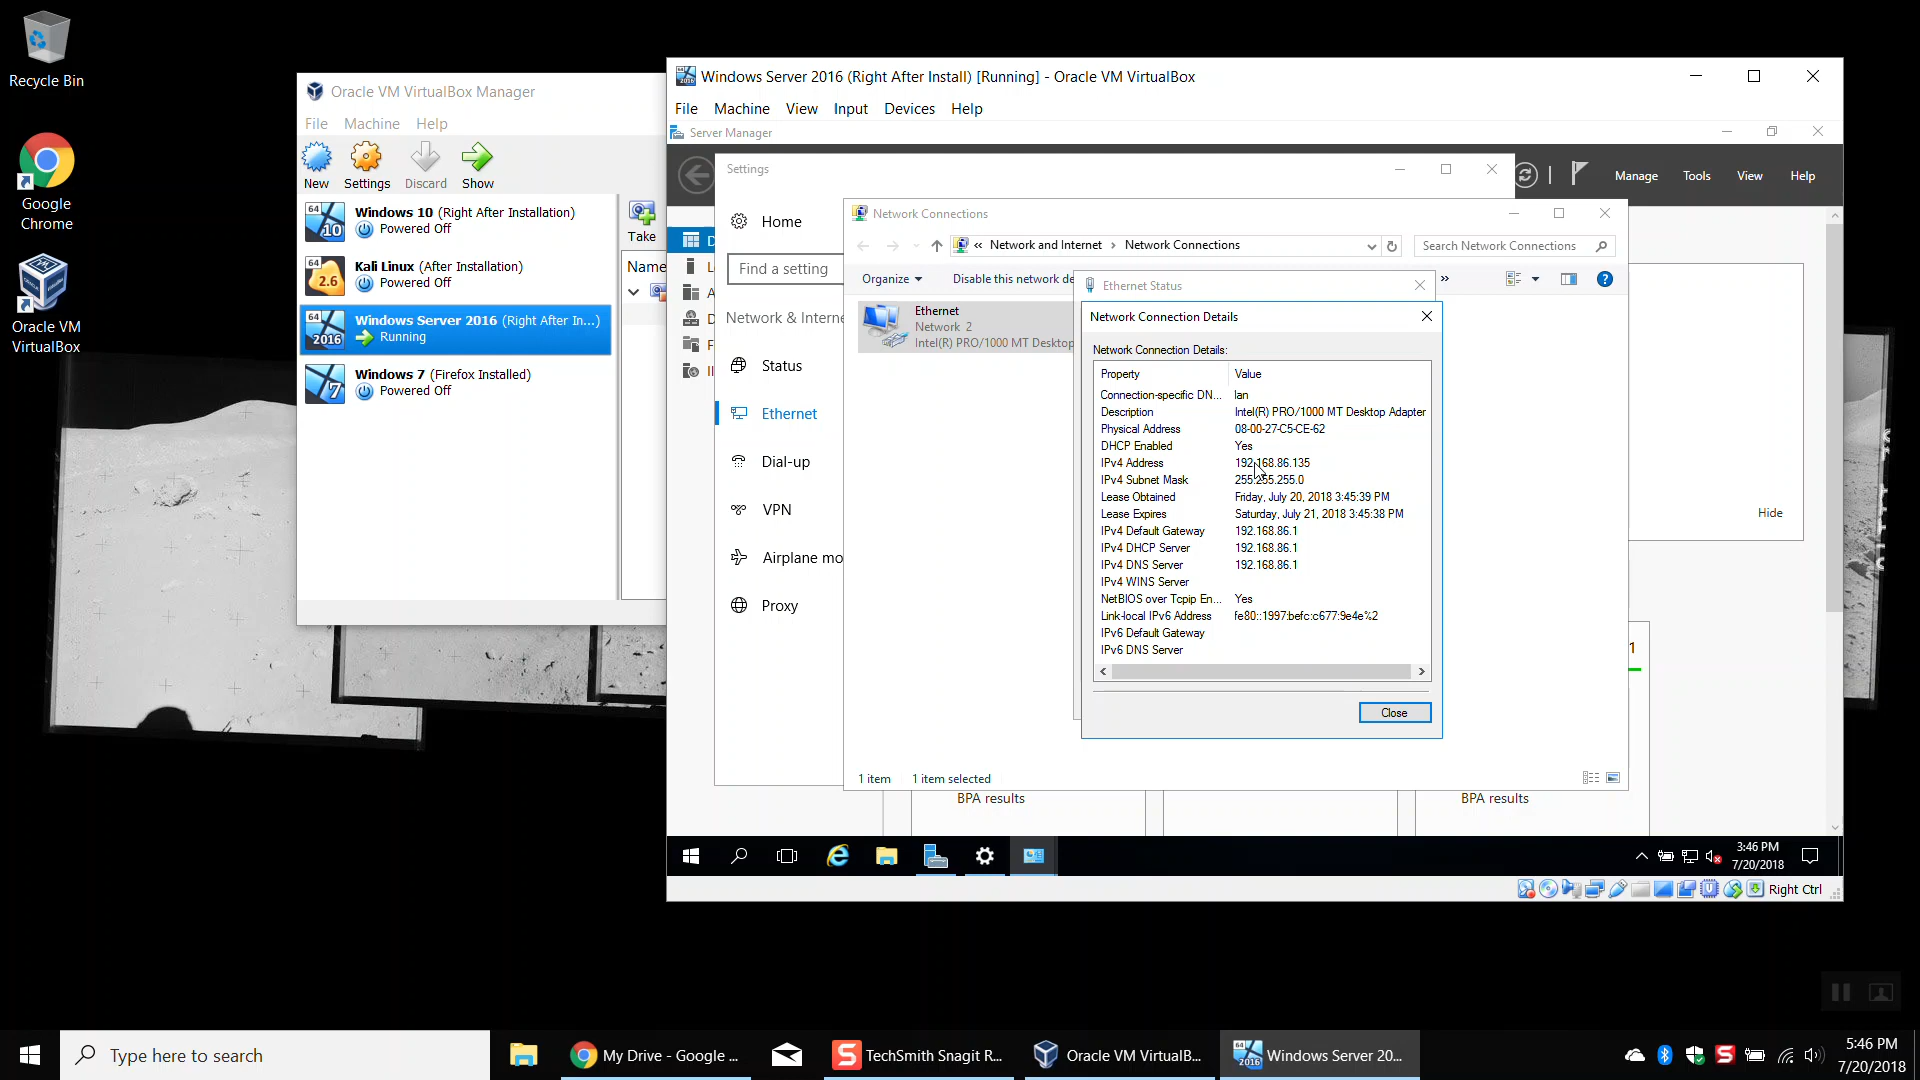 Recycle Bin
Google
Chrome
Oracle VM
VirtualBox
Oracle VM VirtualBox Manager
File Machine Help
New Settings Discard Show
Windows 10 (Right After Installation)
Powered Off
Kali Linux (After Installation)
Powered Off
Windows Server 2016 (Right After In...)
Running
Windows 7 (Firefox Installed)
Powered Off
64
10
64
2.6
64
2016
7
Take
Name
Windows Server 2016 (Right After Install) [Running] - Oracle VM VirtualBox
File Machine View Input Devices Help
Server Manager
Manage Tools View Help
Settings
Home
Find a setting
Network & Interne
Status
Ethernet
Dial-up
VPN
Airplane mo
Proxy
Network Connections
« Network and Internet > Network Connections
Search Network Connections
Organize
Disable this network de
»
Ethernet
Network 2
Intel(R) PRO/1000 MT Desktop
Ethernet Status
Network Connection Details
Network Connection Details:
Property Value
Connection-specific DN... lan
Description Intel(R) PRO/1000 MT Desktop Adapter
Physical Address 08-00-27-C5-CE-62
DHCP Enabled Yes
IPv4 Address 192.168.86.135
IPv4 Subnet Mask 255.255.255.0
Lease Obtained Friday, July 20, 2018 3:45:39 PM
Lease Expires Saturday, July 21, 2018 3:45:38 PM
IPv4 Default Gateway 192.168.86.1
IPv4 DHCP Server 192.168.86.1
IPv4 DNS Server 192.168.86.1
IPv4 WINS Server
NetBIOS over Tcpip En... Yes
Link-local IPv6 Address fe80::1997:befc:c677:9e4e%2
IPv6 Default Gateway
IPv6 DNS Server
Close
Hide
1
1 item 1 item selected
BPA results
BPA results
3:46 PM
7/20/2018
Right Ctrl
Type here to search
My Drive - Google ...
TechSmith Snagit R...
Oracle VM VirtualB...
Windows Server 20...
5:46 PM
7/20/2018